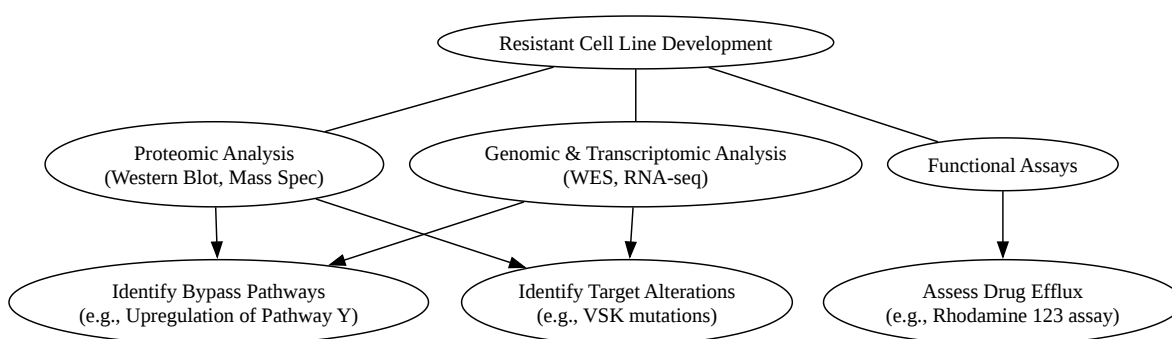 Resistant Cell Line Development
Proteomic Analysis
(Western Blot, Mass Spec)
Genomic & Transcriptomic Analysis
(WES, RNA-seq)
Functional Assays
Identify Bypass Pathways
(e.g., Upregulation of Pathway Y)
Identify Target Alterations
(e.g., VSK mutations)
Assess Drug Efflux
(e.g., Rhodamine 123 assay)